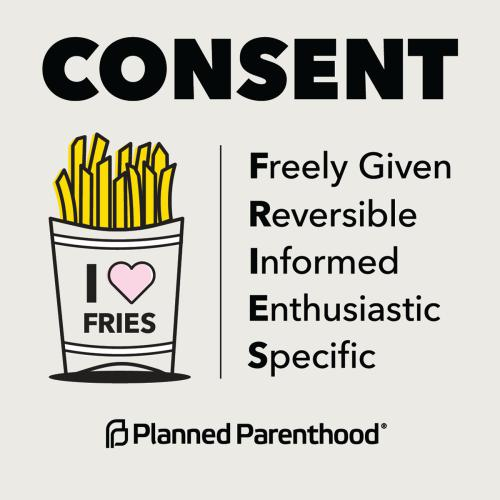 CONSENT
I ♥
FRIES
Freely Given
Reversible
Informed
Enthusiastic
Specific
Planned Parenthood®